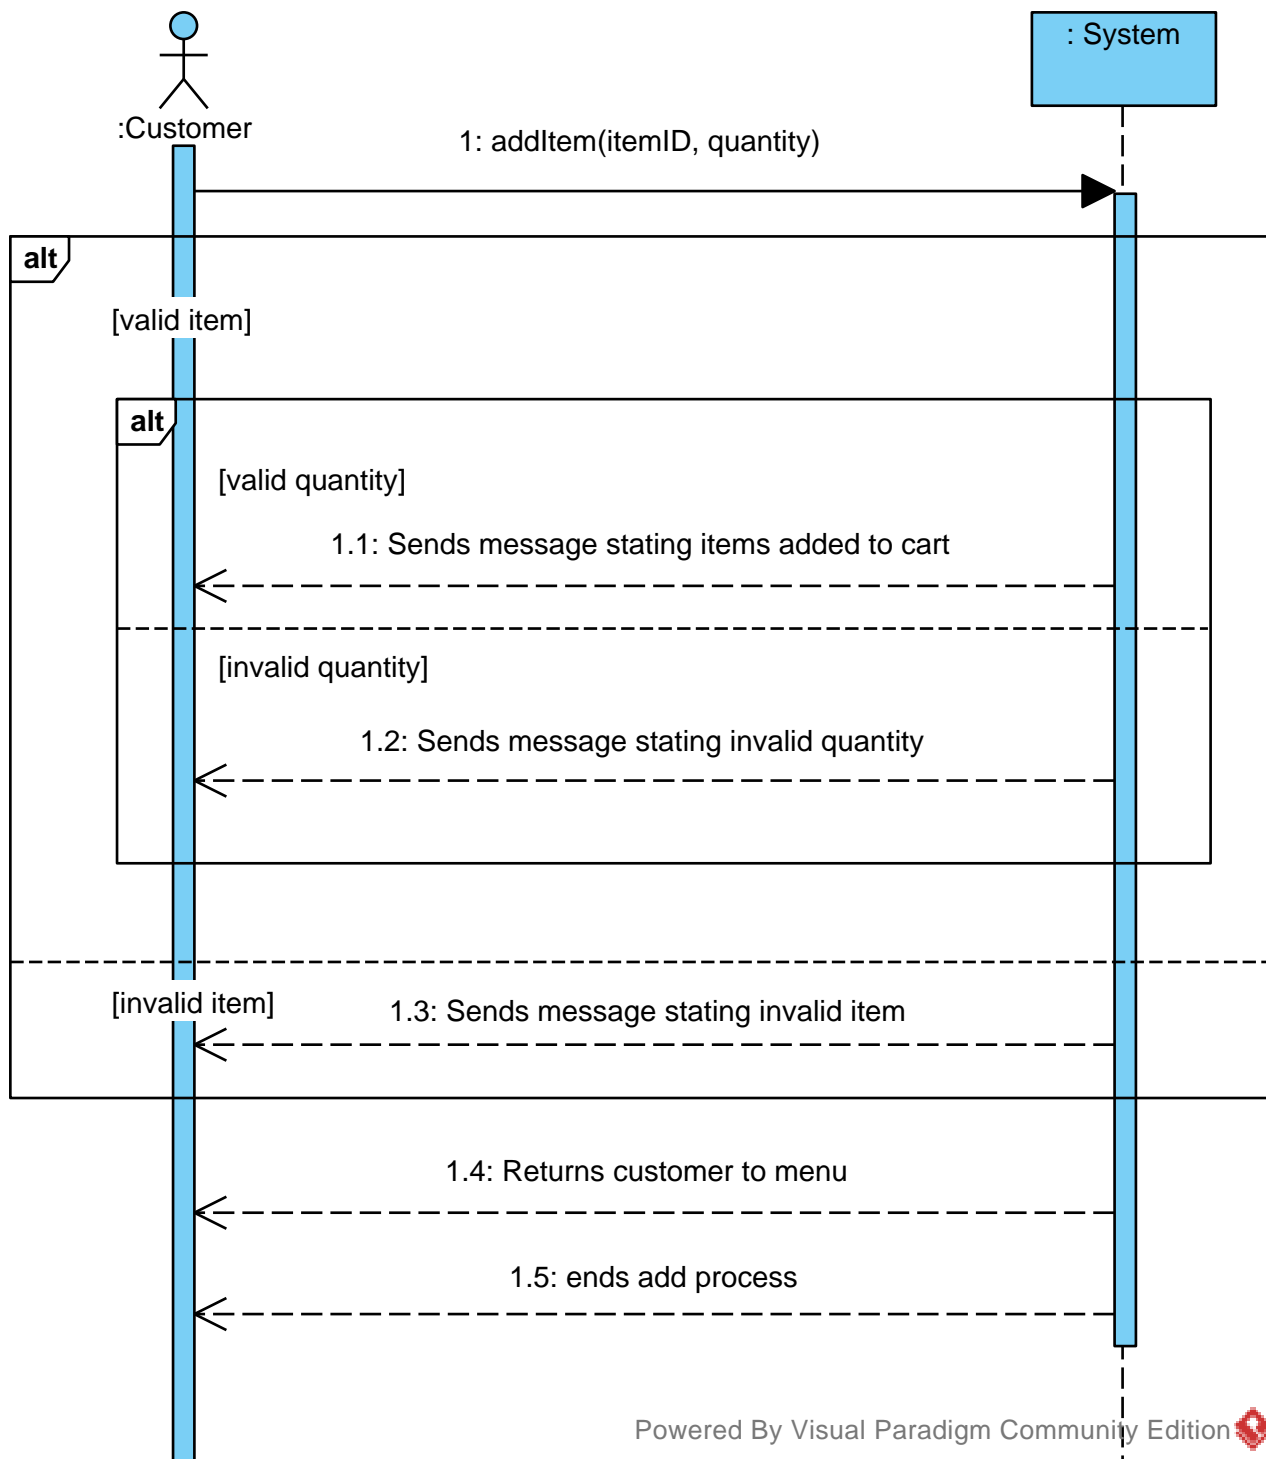 : System
:Customer
1: addItem(itemID, quantity)
alt
[valid item]
alt
[valid quantity]
1.1: Sends message stating items added to cart
[invalid quantity]
1.2: Sends message stating invalid quantity
[invalid item]
1.3: Sends message stating invalid item
1.4: Returns customer to menu
1.5: ends add process
Powered By Visual Paradigm Community Edition